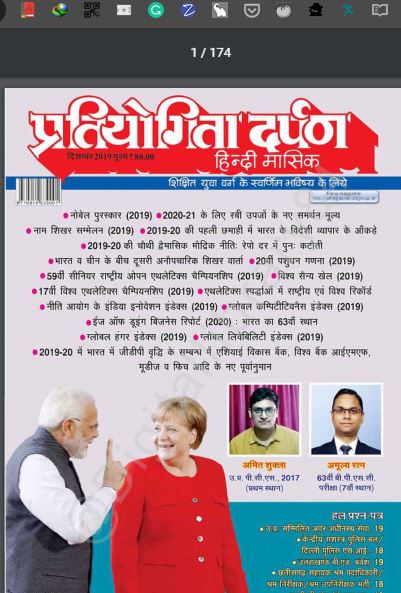 1 / 174
प्रतियोगिता दर्पण
दिसम्बर 2019 मूल्य ₹ 80.00
हिन्दी मासिक
शिक्षित युवा वर्ग के स्वर्णिम भविष्य के लिये
• नोबेल पुरस्कार (2019) • 2020-21 के लिए रबी उपजों के नए समर्थन मूल्य
• नाम शिखर सम्मेलन (2019) • 2019-20 की पहली छमाही में भारत के विदेशी व्यापार के आँकड़े
• 2019-20 की चौथी द्वैमासिक मौद्रिक नीति: रेपो दर में पुनः कटौती
• भारत व चीन के बीच दूसरी अनौपचारिक शिखर वार्ता • 20वीं पशुधन गणना (2019)
• 59वीं सीनियर राष्ट्रीय ओपन एथलेटिक्स चैम्पियनशिप • विश्व सैन्य खेल (2019)
• 17वीं विश्व एथलेटिक्स चैम्पियनशिप • एथलेटिक्स स्पर्द्धाओं में राष्ट्रीय एवं विश्व रिकॉर्ड
• नीति आयोग के इंडिया इनोवेशन इंडेक्स (2019) • ग्लोबल कम्पिटिटिवनैस इंडेक्स (2019)
• ईज ऑफ डूइंग बिजनेस रिपोर्ट (2020) : भारत का 63वाँ स्थान
• ग्लोबल हंगर इंडेक्स (2019) • ग्लोबल लिवेबिलिटी इंडेक्स (2019)
• 2019-20 में भारत में जीडीपी वृद्धि के सम्बन्ध में एशियाई विकास बैंक, विश्व बैंक आईएमएफ,
मूडीज व फिच आदि के नए पूर्वानुमान
अमित शुक्ला
उ.प्र. पी.सी.एस., 2017
(प्रथम स्थान)
अमूल्य रत्न
63वीं बी.पी.एस.सी.
परीक्षा (7वाँ स्थान)
हल प्रश्न-पत्र
• उ.प्र. सम्मिलित अवर अधीनस्थ सेवा, 19
• केन्द्रीय सशस्त्र पुलिस बल/
दिल्ली पुलिस एस.आई., 18
• उत्तराखण्ड बी.एड. प्रवेश, 19
• छत्तीसगढ़ सहायक श्रम पदाधिकारी/
श्रम निरीक्षक/श्रम उपनिरीक्षक भर्ती, 18